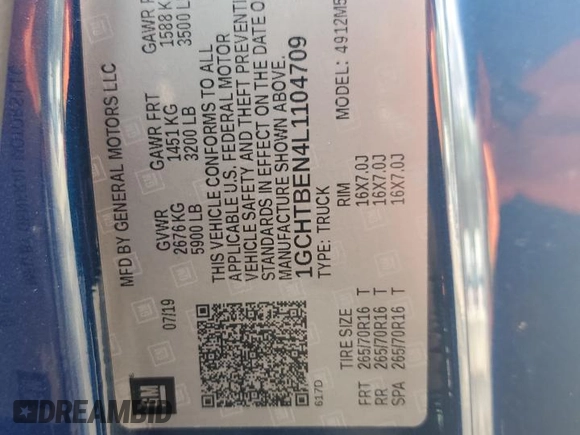 MFD BY GENERAL MOTORS LLC
07/19
GVWR
2676 KG
5900 LB
GAWR FRT
1451 KG
3200 LB
GAWR R
1588 K
3500 L
THIS VEHICLE CONFORMS TO ALL
APPLICABLE U.S. FEDERAL MOTOR
VEHICLE SAFETY AND THEFT PREVENTI
STANDARDS IN EFFECT ON THE DATE O
MANUFACTURE SHOWN ABOVE.
1GCHTBEN4L1104709
TYPE: TRUCK
MODEL: 4912M5
617D
TIRE SIZE RIM
FRT 265/70R16 T 16X7.0J
RR 265/70R16 T 16X7.0J
SPA 265/70R16 T 16X7.0J
GM
DREAMBID